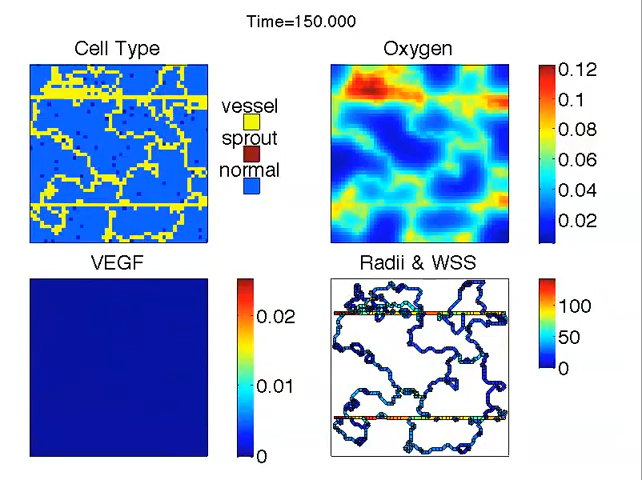 Time=150.000
Cell Type
vessel
sprout
normal
Oxygen
0.12
0.1
0.08
0.06
0.04
0.02
VEGF
0.02
0.01
0
Radii & WSS
100
50
0